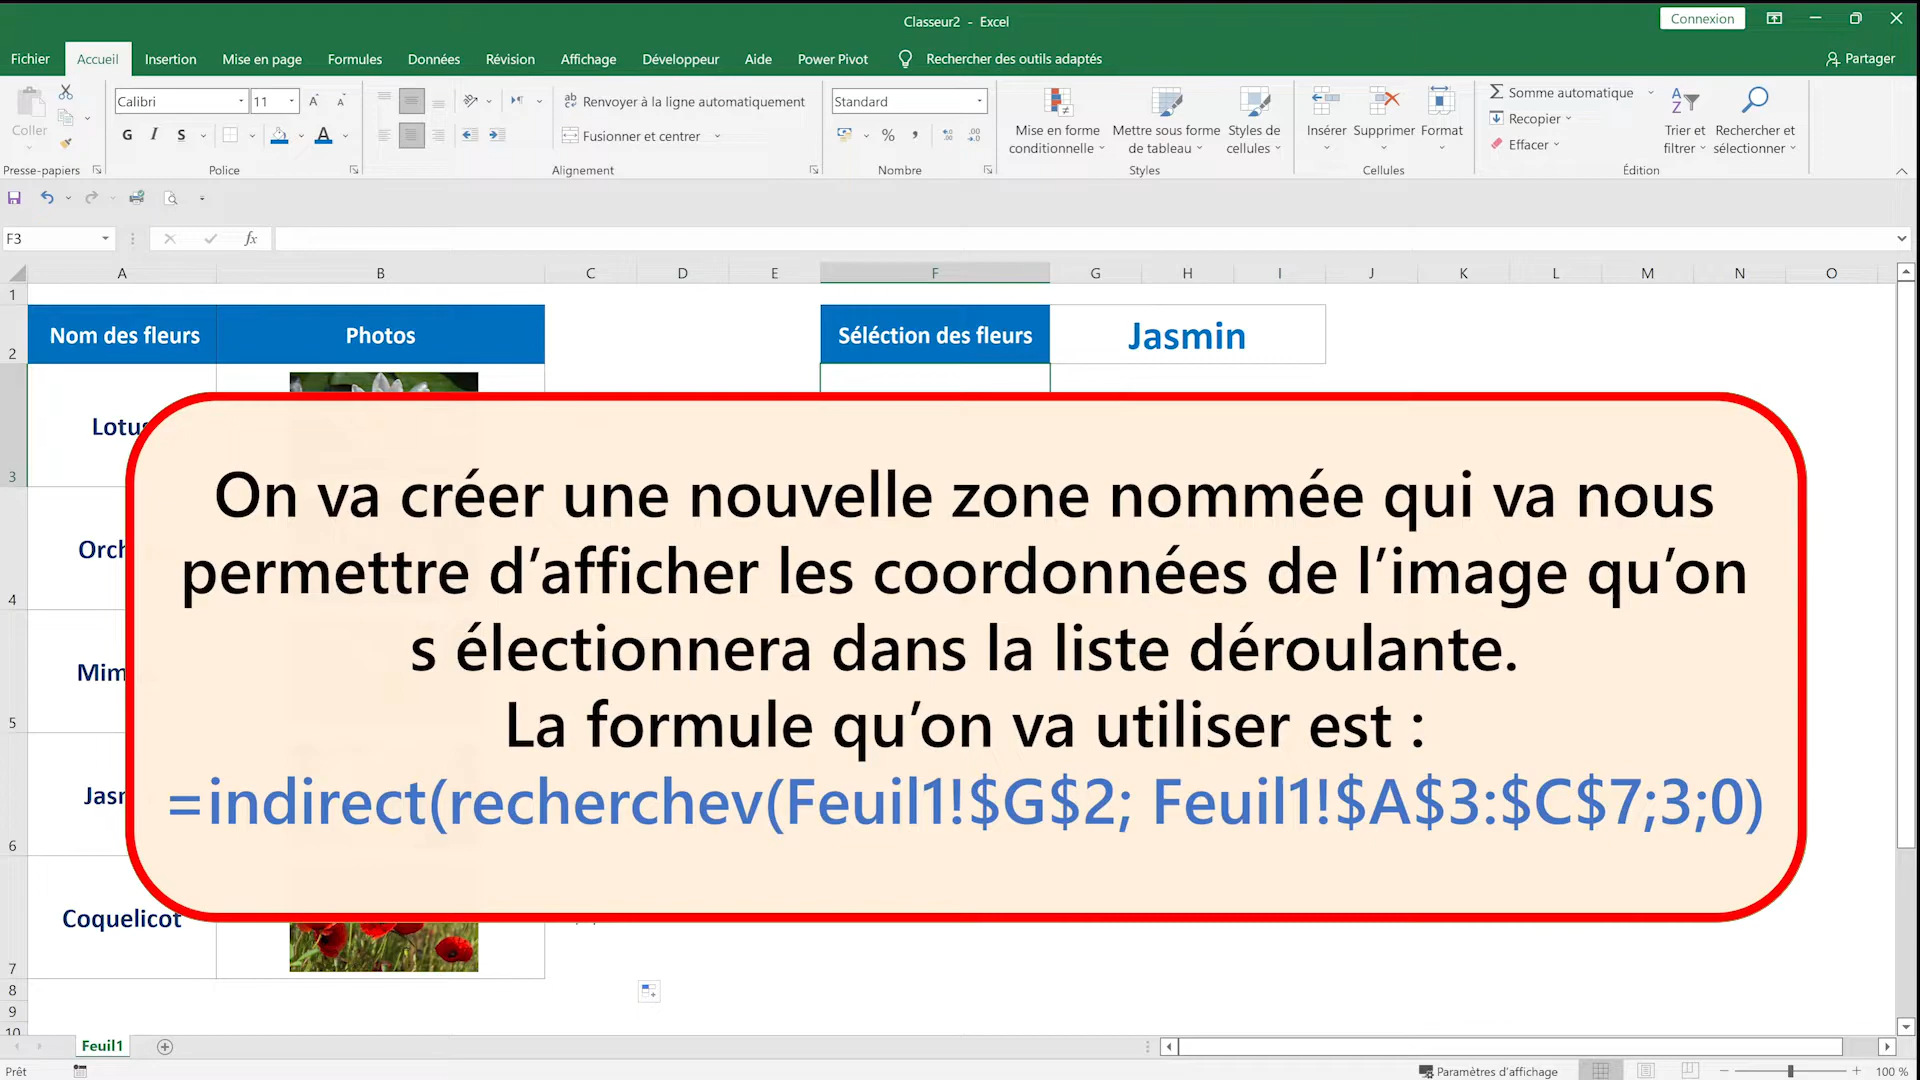 Classeur2 - Excel
Connexion
Fichier Accueil Insertion Mise en page Formules Données Révision Affichage Développeur Aide Power Pivot Rechercher des outils adaptés Partager
Coller
Calibri 11
G I S
Renvoyer à la ligne automatiquement
Fusionner et centrer
Standard
%
Mise en forme conditionnelle
Mettre sous forme de tableau
Styles de cellules
Insérer Supprimer Format
Somme automatique
Recopier
Effacer
Trier et filtrer
Rechercher et sélectionner
Presse-papiers Police Alignement Nombre Styles Cellules Édition
F3 fx
A B C D E F G H I J K L M N O
1
2 Nom des fleurs Photos Séléction des fleurs Jasmin
Lotus
3
Orch
4
Mim
5
Jasm
6
Coquelicot
7
8
9
10
On va créer une nouvelle zone nommée qui va nous
permettre d’afficher les coordonnées de l’image qu’on
s électionnera dans la liste déroulante.
La formule qu’on va utiliser est :
=indirect(recherchev(Feuil1!$G$2; Feuil1!$A$3:$C$7;3;0)
Feuil1
Prêt Paramètres d'affichage 100 %